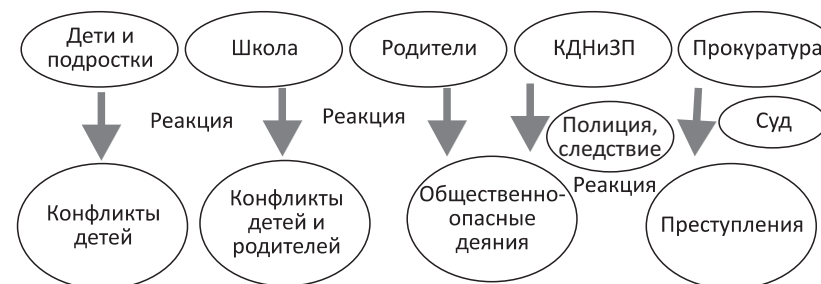 Дети и
подростки
Школа
Родители
КДНиЗП
Прокуратура
Реакция
Реакция
Полиция,
следствие
Суд
Реакция
Конфликты
детей
Конфликты
детей и
родителей
Общественно-
опасные
деяния
Преступления